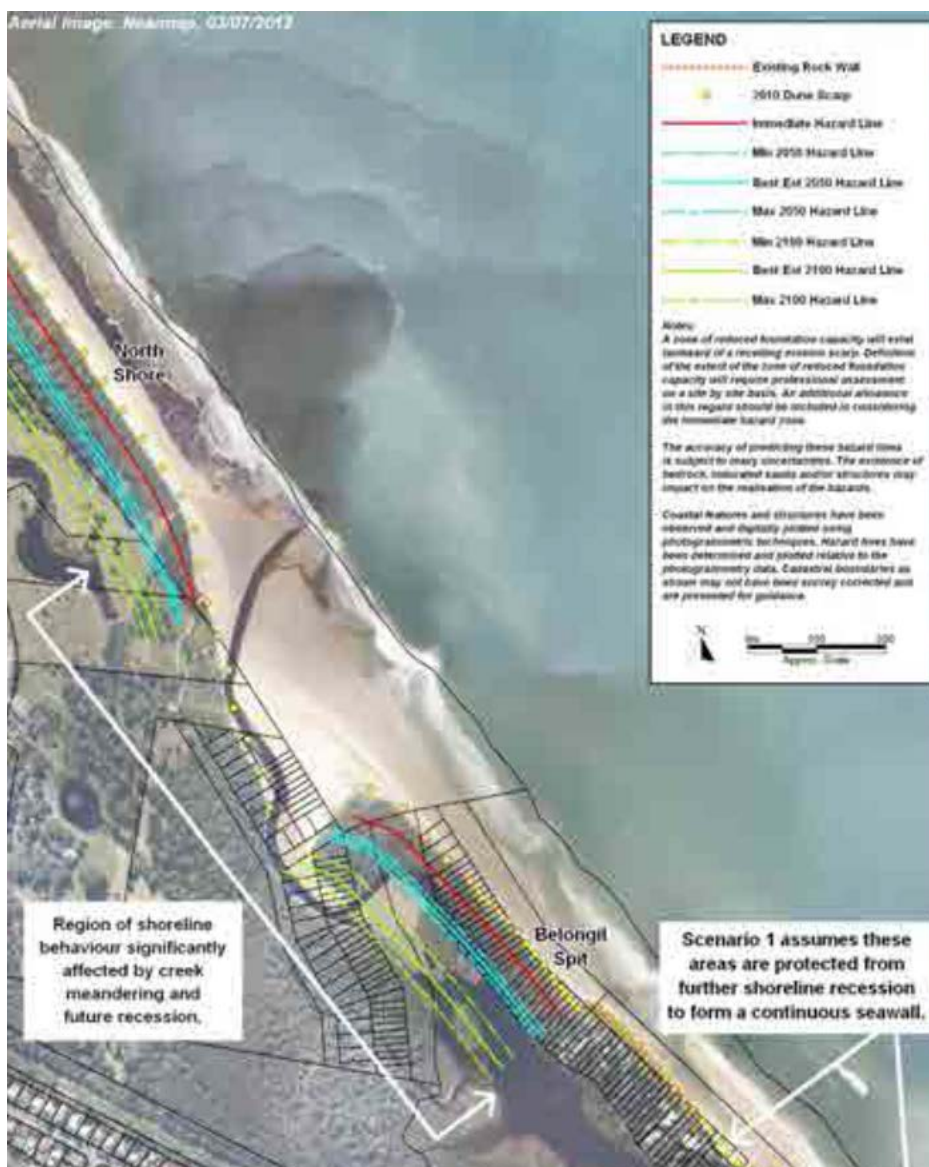 Aerial Image: Nearmap, 03/07/2012
LEGEND
Existing Rock Wall
2010 Dune Scarp
Immediate Hazard Line
Min 2050 Hazard Line
Best Est 2050 Hazard Line
Max 2050 Hazard Line
Min 2100 Hazard Line
Best Est 2100 Hazard Line
Max 2100 Hazard Line
Notes:
A zone of reduced foundation capacity will exist
landward of a receding erosion scarp. Definition
of the extent of the zone of reduced foundation
capacity will require professional assessment
on a site by site basis. An additional allowance
in this regard should be included in considering
the immediate hazard zone.
The accuracy of predicting these hazard lines
is subject to many uncertainties. The existence of
bedrock, indurated sands and/or structures may
impact on the realisation of the hazards.
Coastal features and structures have been
observed and digitally plotted using
photogrammetric techniques. Hazard lines have
been determined and plotted relative to the
photogrammetry data. Cadastral boundaries as
shown may not have been survey corrected and
are presented for guidance.
N
100 200
Approx. Scale
North
Shore
Belongil
Spit
Region of shoreline
behaviour significantly
affected by creek
meandering and
future recession.
Scenario 1 assumes these
areas are protected from
further shoreline recession
to form a continuous seawall.